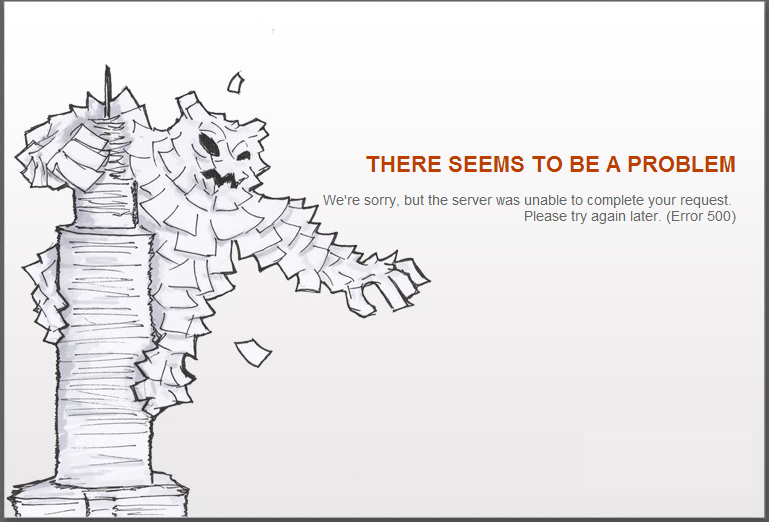 THERE SEEMS TO BE A PROBLEM
We're sorry, but the server was unable to complete your request.
Please try again later. (Error 500)